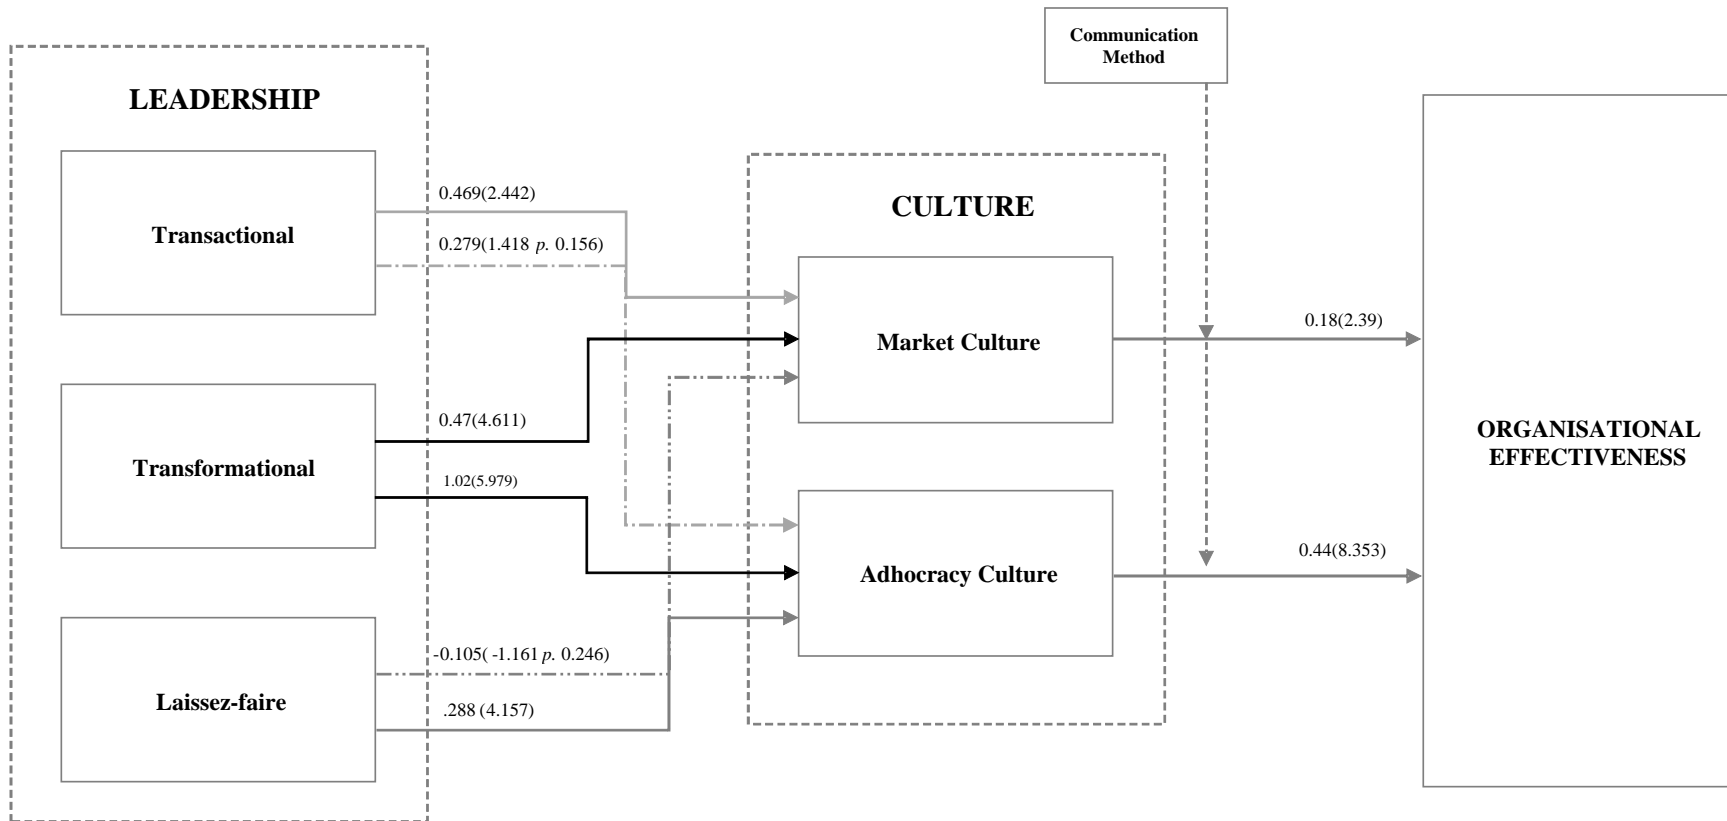 Communication
Method
LEADERSHIP
Transactional
0.469(2.442)
0.279(1.418 p. 0.156)
CULTURE
Market Culture
0.18(2.39)
Transformational
0.47(4.611)
1.02(5.979)
ORGANISATIONAL
EFFECTIVENESS
Adhocracy Culture
0.44(8.353)
Laissez-faire
-0.105( -1.161 p. 0.246)
.288 (4.157)